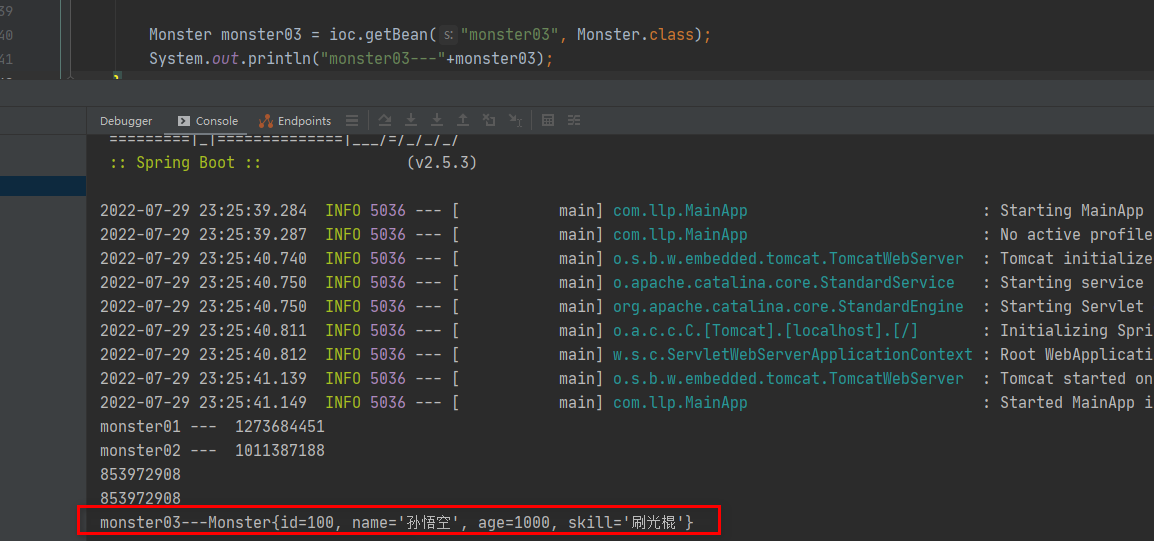 39
40 Monster monster03 = ioc.getBean( s: "monster03", Monster.class);
41 System.out.println("monster03---"+monster03);
}
Debugger Console Endpoints
=========|_|==============|___/=/_/_/_/
:: Spring Boot :: (v2.5.3)
2022-07-29 23:25:39.284 INFO 5036 --- [ main] com.llp.MainApp : Starting MainApp
2022-07-29 23:25:39.287 INFO 5036 --- [ main] com.llp.MainApp : No active profile
2022-07-29 23:25:40.740 INFO 5036 --- [ main] o.s.b.w.embedded.tomcat.TomcatWebServer : Tomcat initialize
2022-07-29 23:25:40.750 INFO 5036 --- [ main] o.apache.catalina.core.StandardService : Starting service
2022-07-29 23:25:40.750 INFO 5036 --- [ main] org.apache.catalina.core.StandardEngine : Starting Servlet
2022-07-29 23:25:40.811 INFO 5036 --- [ main] o.a.c.c.C.[Tomcat].[localhost].[/] : Initializing Spri
2022-07-29 23:25:40.812 INFO 5036 --- [ main] w.s.c.ServletWebServerApplicationContext : Root WebApplicati
2022-07-29 23:25:41.139 INFO 5036 --- [ main] o.s.b.w.embedded.tomcat.TomcatWebServer : Tomcat started on
2022-07-29 23:25:41.149 INFO 5036 --- [ main] com.llp.MainApp : Started MainApp i
monster01 --- 1273684451
monster02 --- 1011387188
853972908
853972908
monster03---Monster{id=100, name='孙悟空', age=1000, skill='刷光棍'}